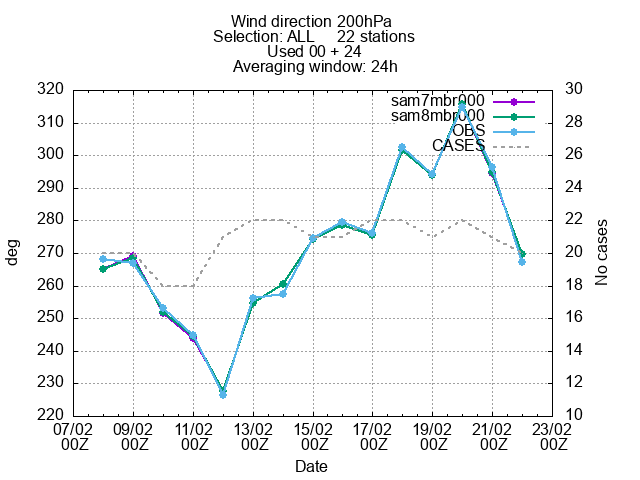 Wind direction 200hPa
Selection: ALL 22 stations
Used 00 + 24
Averaging window: 24h
320 30
sam7mbr000
310 sam8mbr000 28
OBS
CASES
300 26
290 24
280 22
270 20
260 18
250 16
240 14
230 12
220 10
deg
No cases
07/02 09/02 11/02 13/02 15/02 17/02 19/02 21/02 23/02
00Z 00Z 00Z 00Z 00Z 00Z 00Z 00Z 00Z
Date